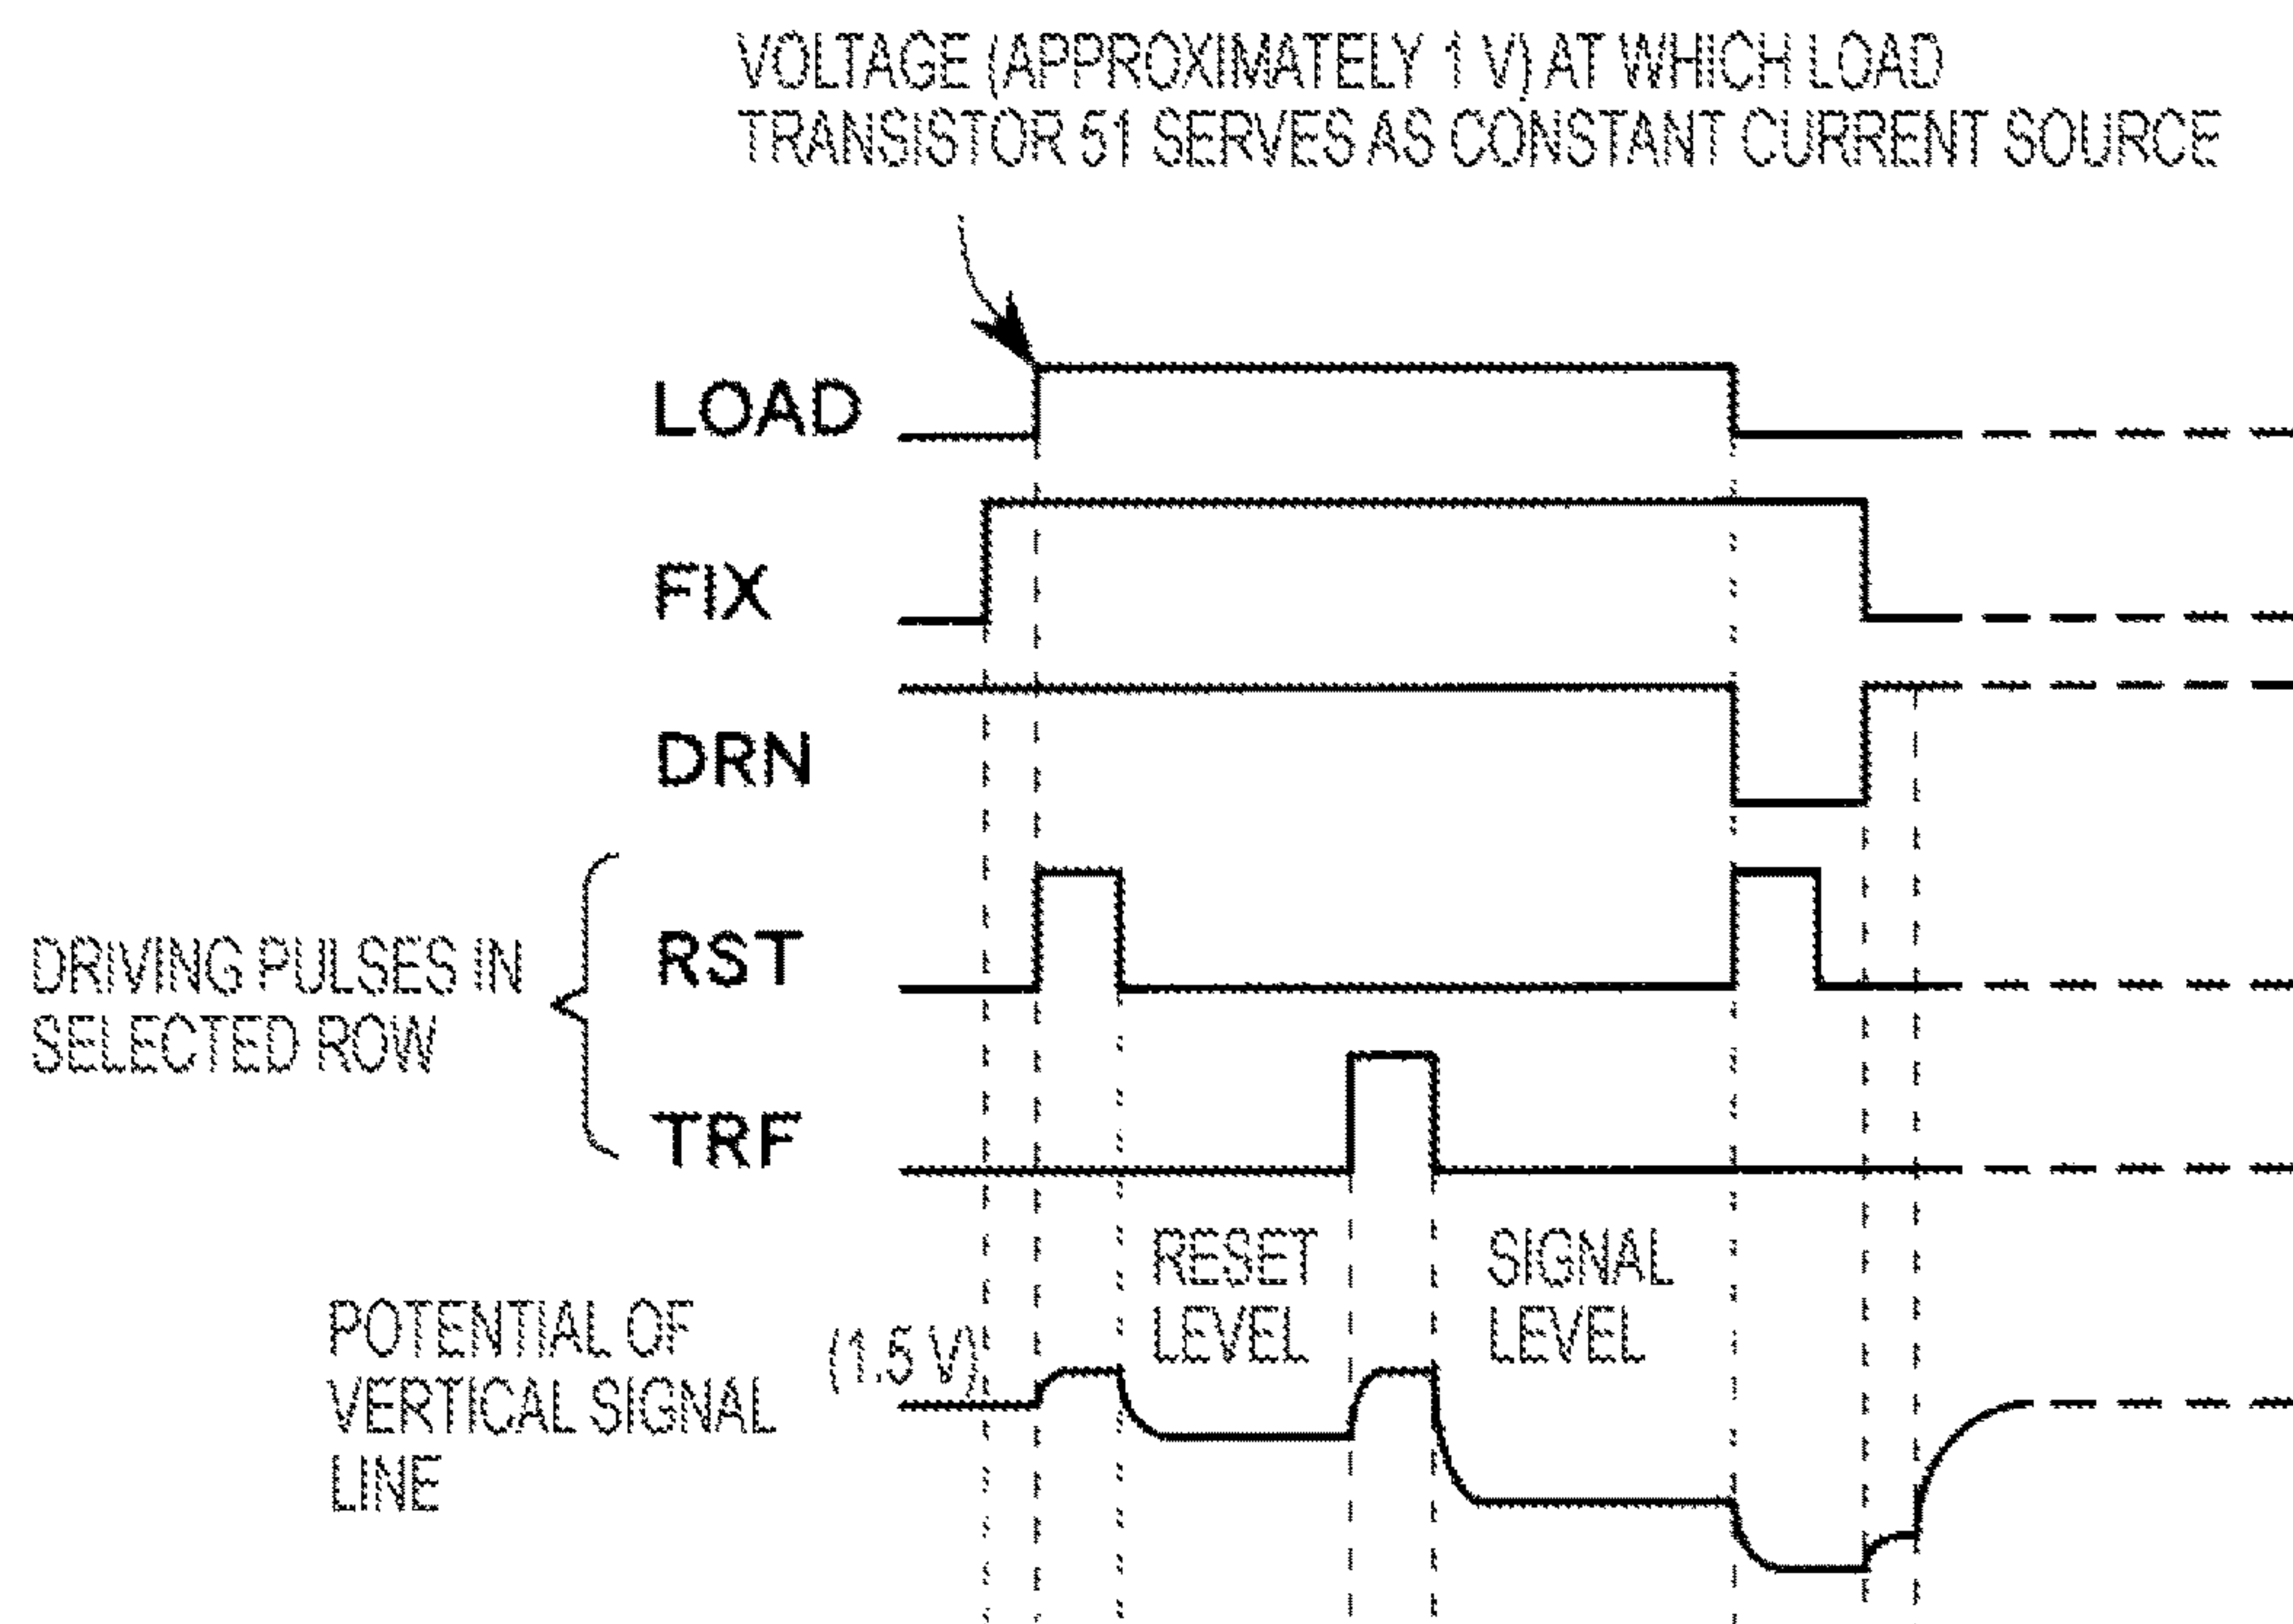 VOLTAGE (APPROXIMATELY 1 V) AT WHICH LOAD
TRANSISTOR 51 SERVES AS CONSTANT CURRENT SOURCE
LOAD
FIX
DRN
DRIVING PULSES IN
SELECTED ROW
RST
TRF
RESET
LEVEL
SIGNAL
LEVEL
POTENTIAL OF
VERTICAL SIGNAL
LINE
(1.5 V)